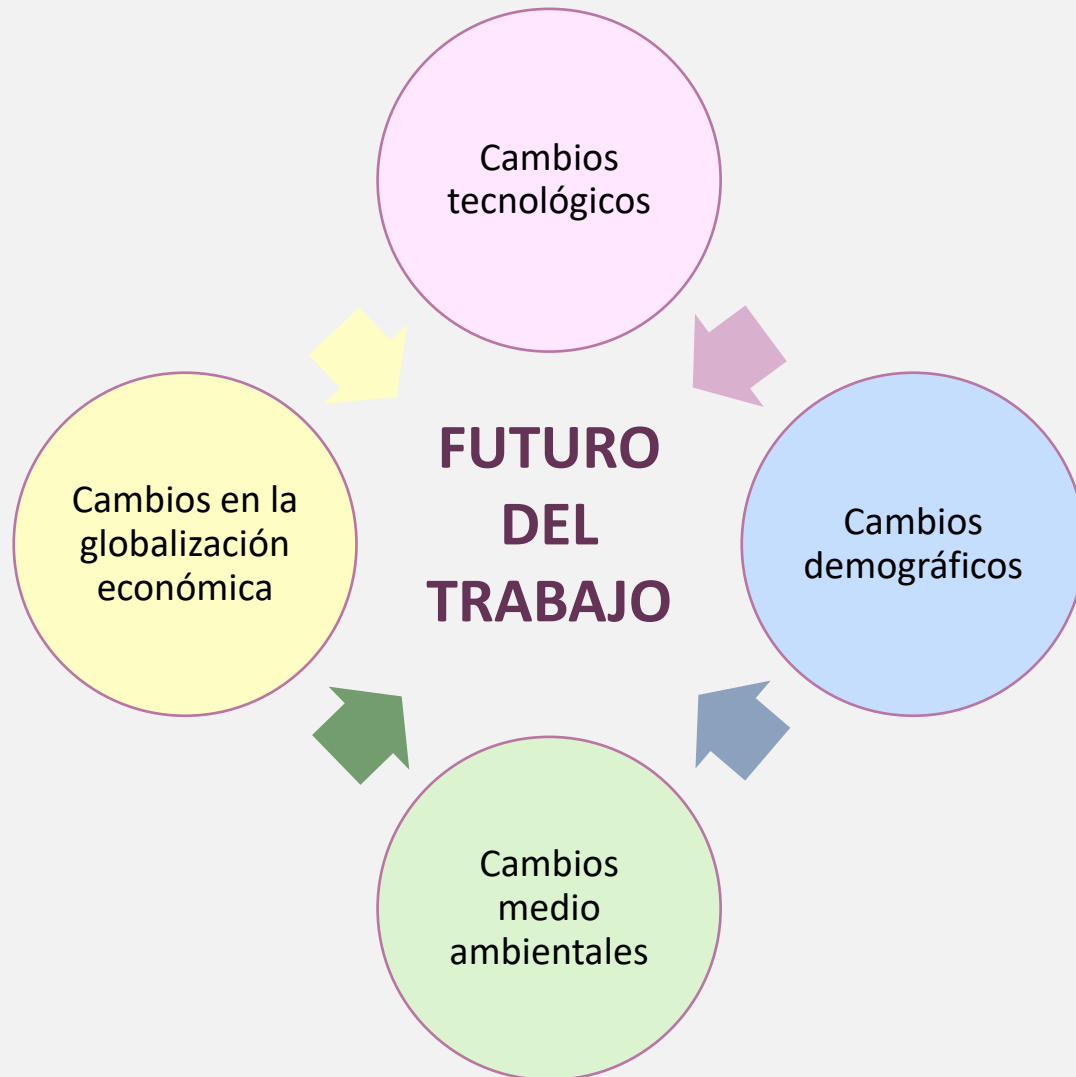 Cambios
tecnológicos
Cambios en la
globalización
económica
FUTURO
DEL
TRABAJO
Cambios
demográficos
Cambios
medio
ambientales